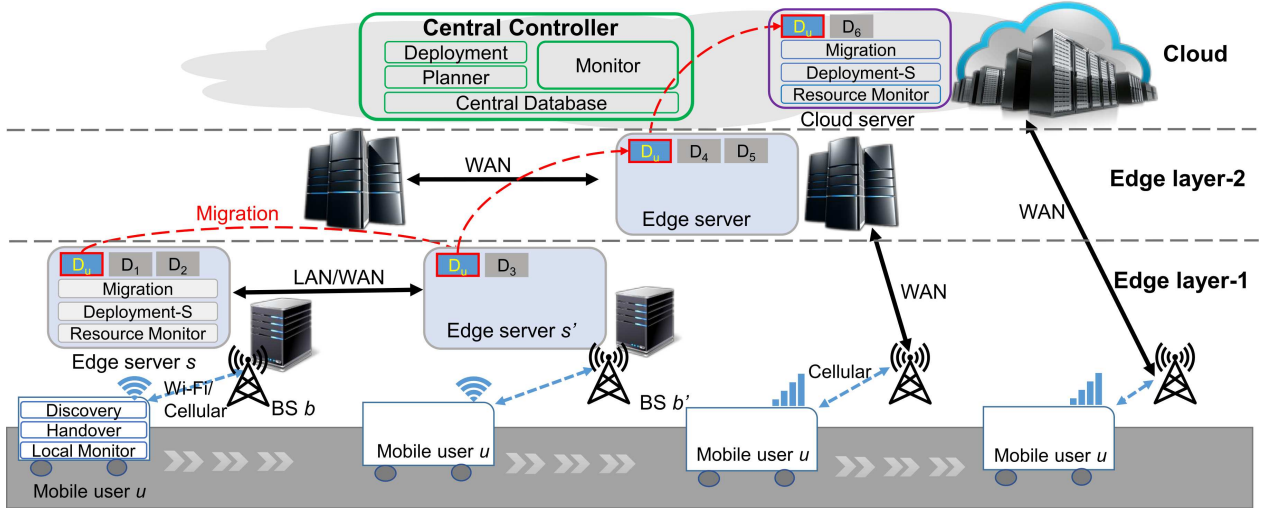 Central Controller
Deployment
Planner
Monitor
Central Database
Du D6
Migration
Deployment-S
Resource Monitor
Cloud server
Cloud
WAN
Du D4 D5
Edge server
Edge layer-2
WAN
Migration
Du D1 D2
Migration
Deployment-S
Resource Monitor
Edge server s
LAN/WAN
Du D3
Edge server s’
WAN
Edge layer-1
Wi-Fi/
Cellular
BS b
BS b’
Cellular
Discovery
Handover
Local Monitor
Mobile user u
Mobile user u
Mobile user u
Mobile user u